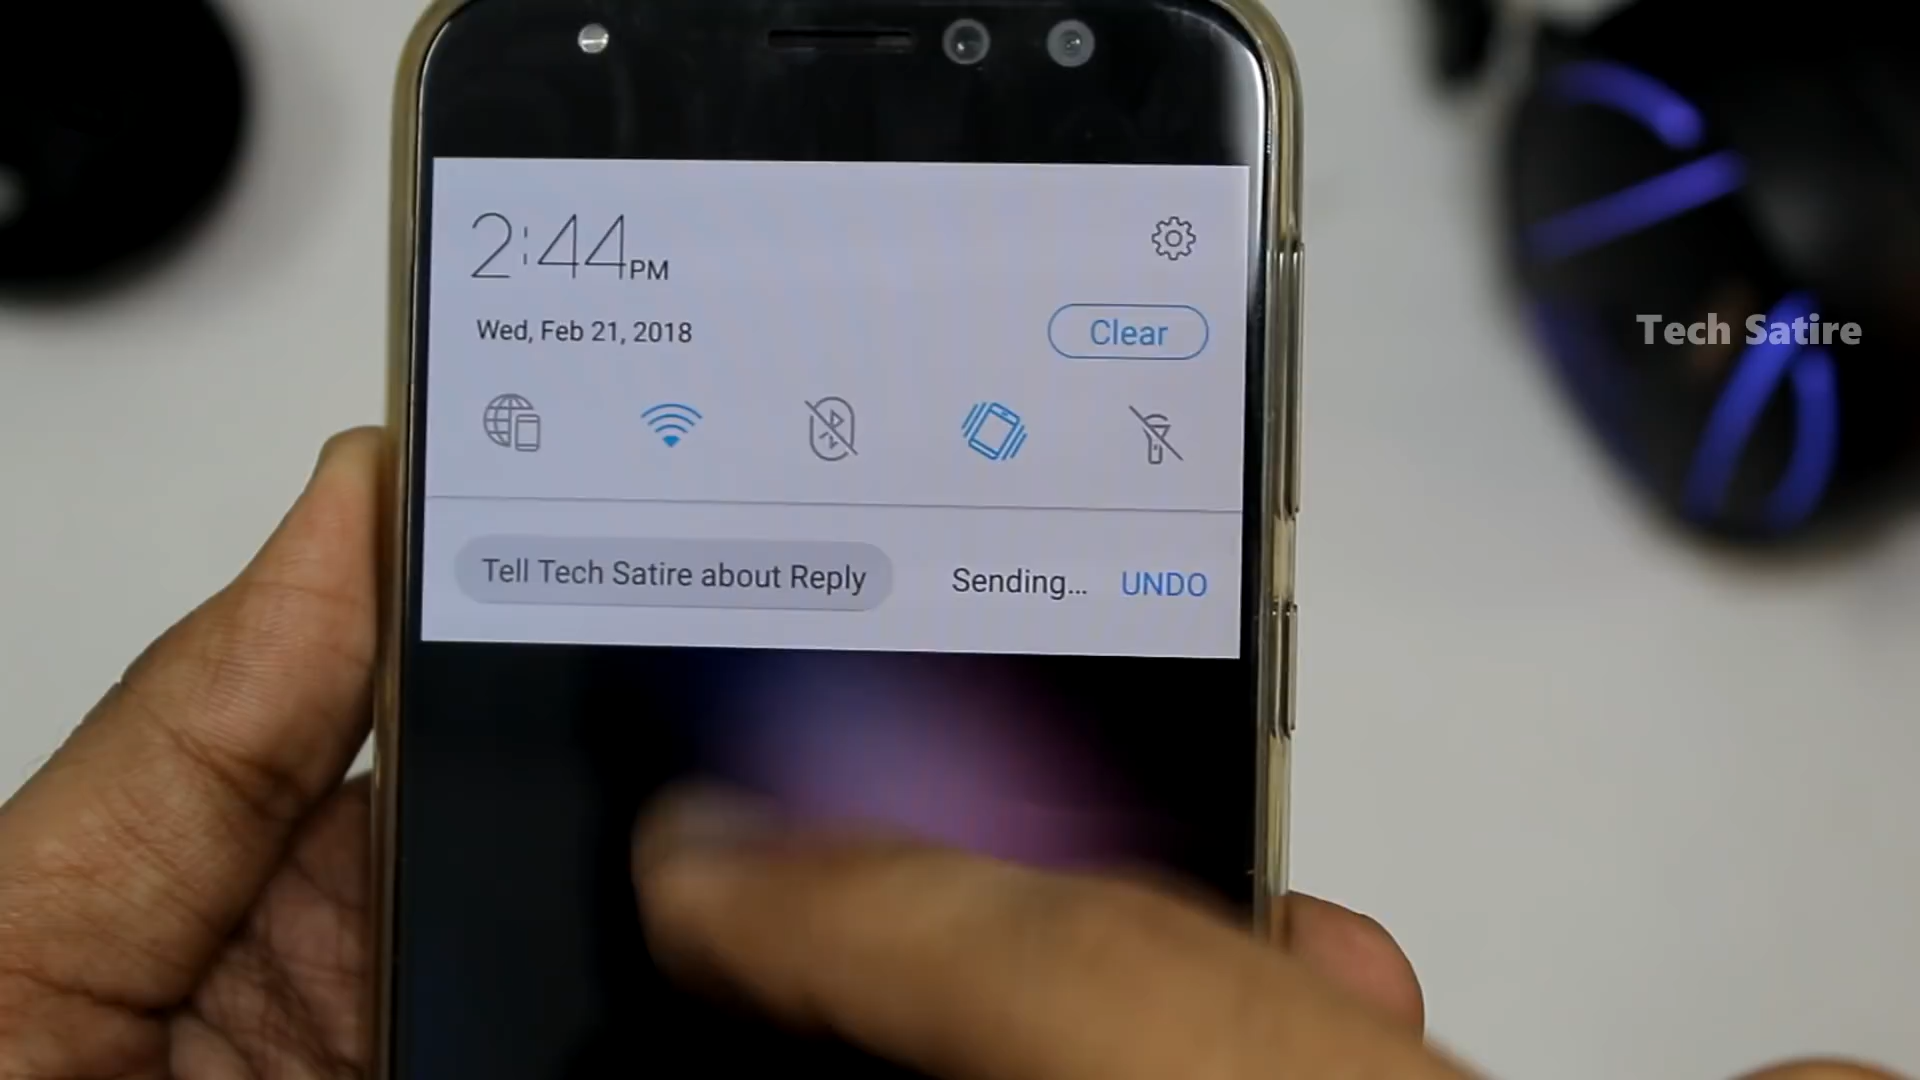 2:44PM
Wed, Feb 21, 2018
Clear
Tech Satire
Tell Tech Satire about Reply
Sending...
UNDO